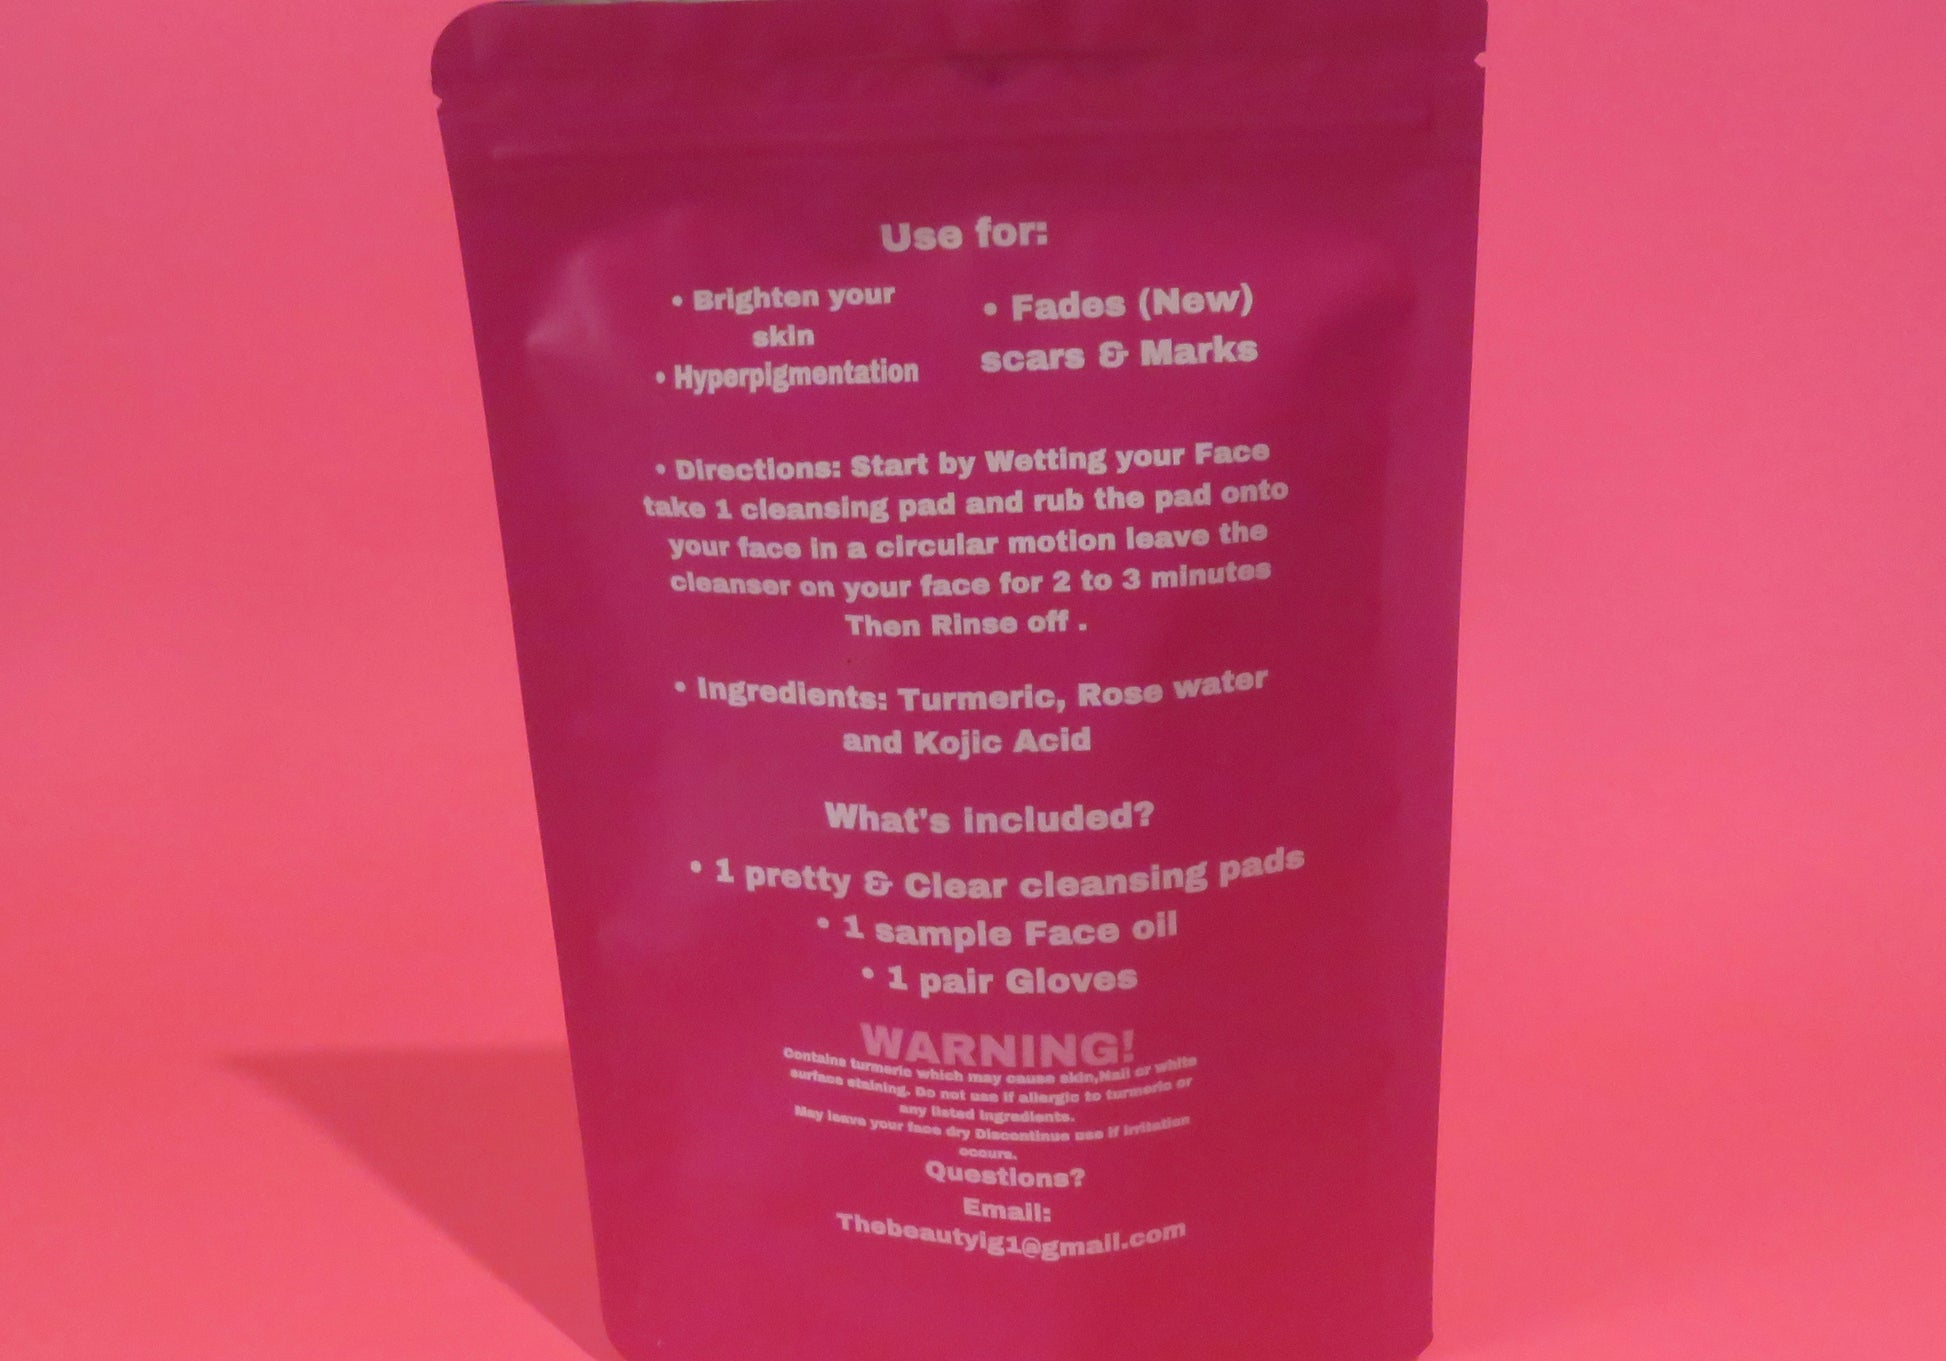 Use for:
• Brighten your
skin
• Hyperpigmentation
• Fades (New)
scars & Marks
• Directions: Start by Wetting your Face
take 1 cleansing pad and rub the pad onto
your face in a circular motion leave the
cleanser on your face for 2 to 3 minutes
Then Rinse off .
• Ingredients: Turmeric, Rose water
and Kojic Acid
What's included?
• 1 pretty & Clear cleansing pads
• 1 sample Face oil
• 1 pair Gloves
WARNING!
Contains turmeric which may cause skin,Nail or white
surface staining. Do not use if allergic to turmeric or
any listed ingredients.
May leave your face dry Discontinue use if irritation
occurs.
Questions?
Email:
Thebeautyig1@gmail.com